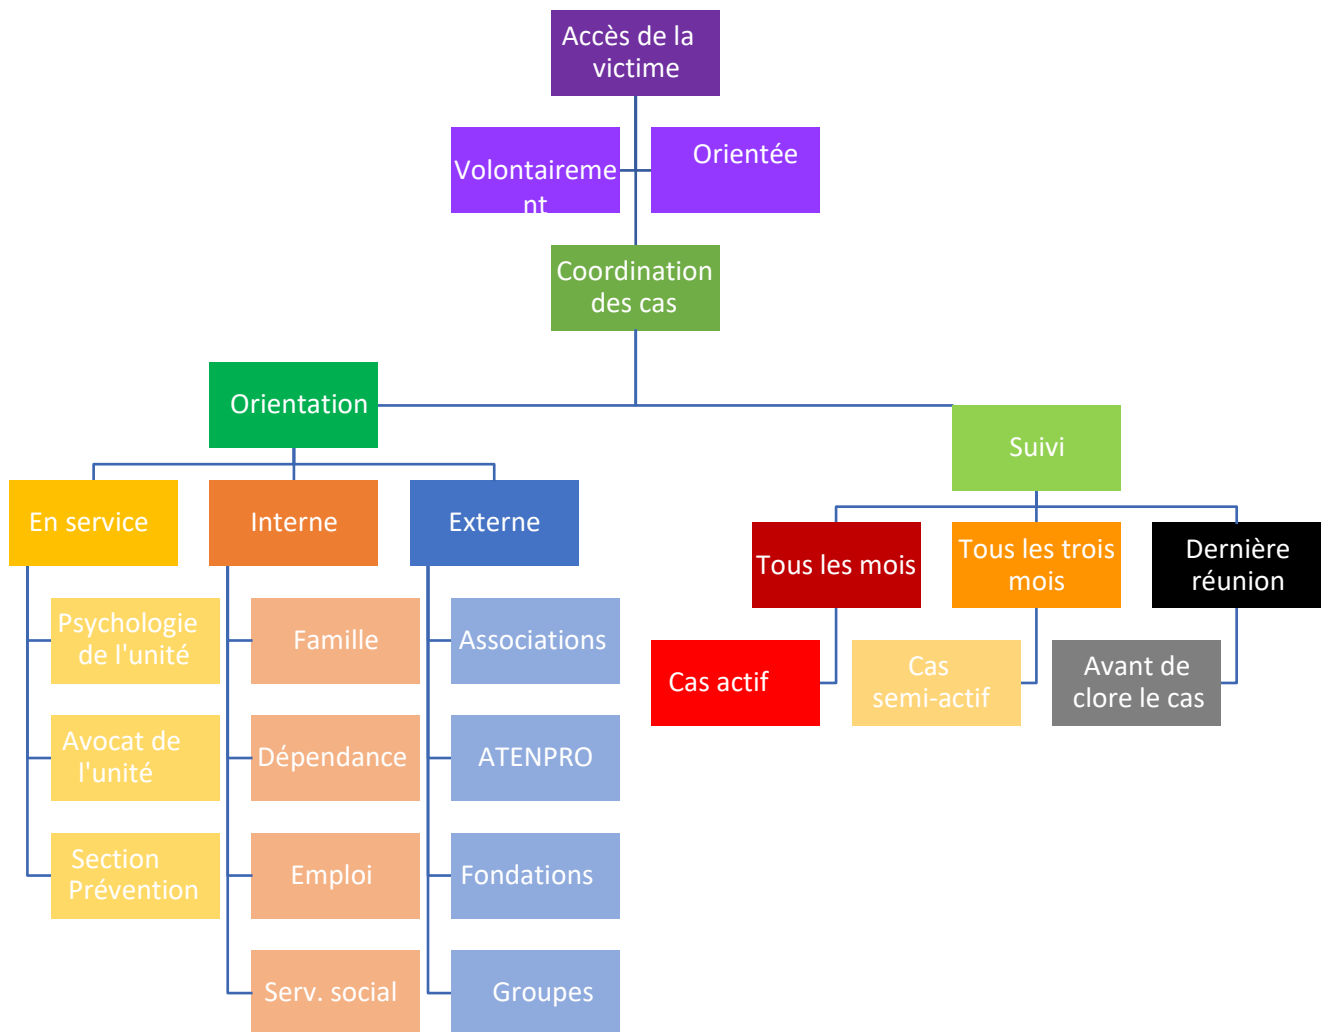 Accès de la
victime
Volontaireme
nt
Orientée
Coordination
des cas
Orientation
Suivi
En service
Interne
Externe
Tous les mois
Tous les trois
mois
Dernière
réunion
Psychologie
de l'unité
Famille
Associations
Cas actif
Cas
semi-actif
Avant de
clore le cas
Avocat de
l'unité
Dépendance
ATENPRO
Section
Prévention
Emploi
Fondations
Serv. social
Groupes